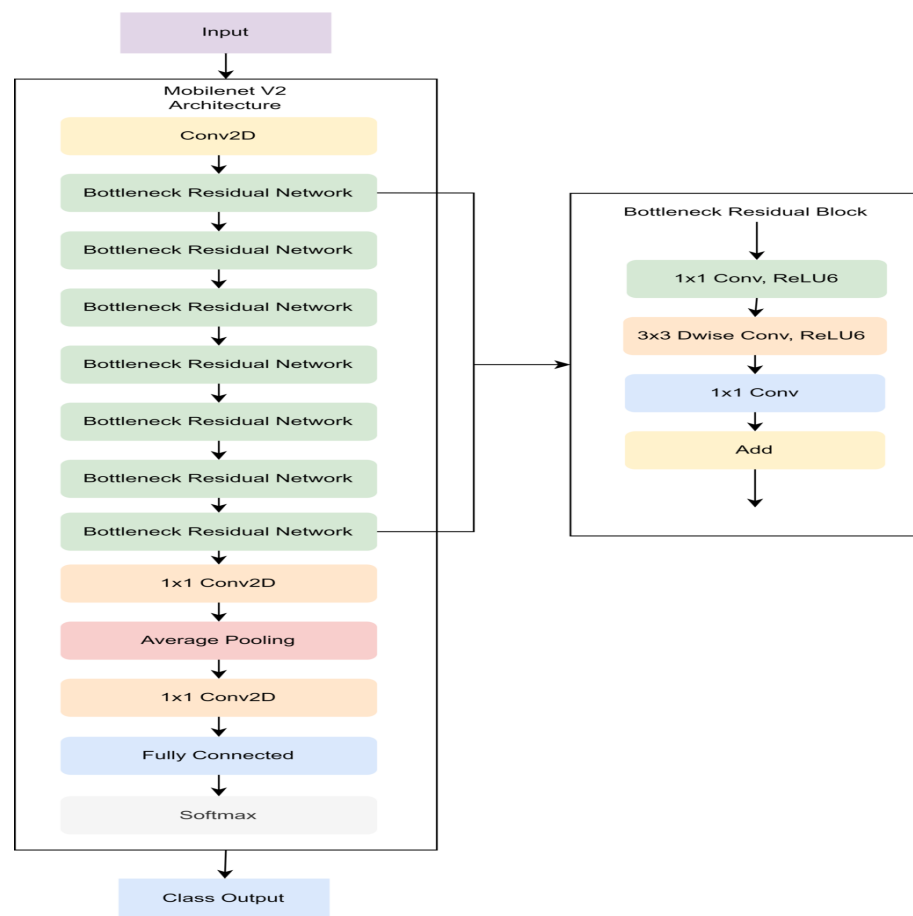 Input
Mobilenet V2
Architecture
Conv2D
Bottleneck Residual Network
Bottleneck Residual Network
Bottleneck Residual Network
Bottleneck Residual Network
Bottleneck Residual Network
Bottleneck Residual Network
Bottleneck Residual Network
1x1 Conv2D
Average Pooling
1x1 Conv2D
Fully Connected
Softmax
Class Output
Bottleneck Residual Block
1x1 Conv, ReLU6
3x3 Dwise Conv, ReLU6
1x1 Conv
Add